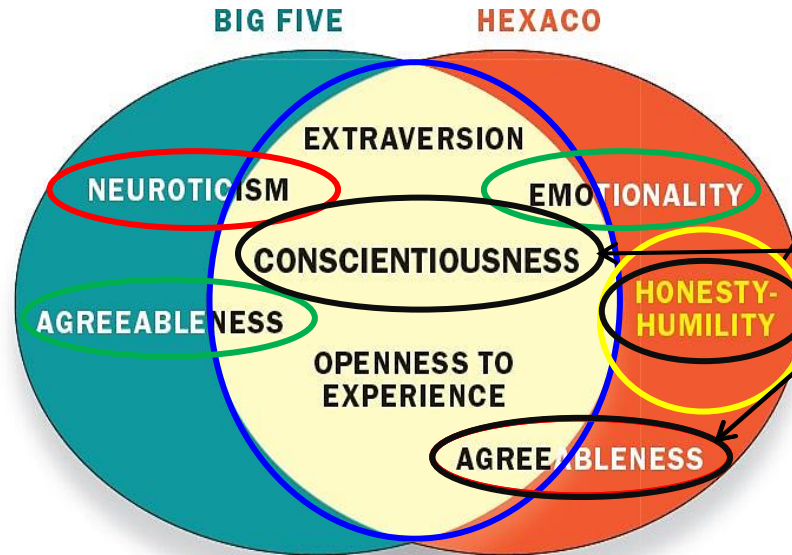 BIG FIVE
HEXACO
EXTRAVERSION
NEUROTICISM
EMOTIONALITY
CONSCIENTIOUSNESS
HONESTY-
HUMILITY
AGREEABLENESS
OPENNESS TO
EXPERIENCE
AGREEABLENESS